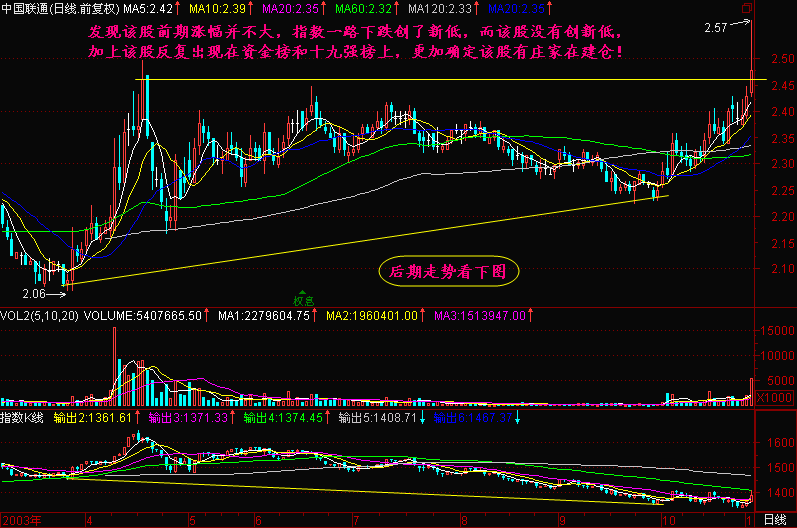 中国联通(日线.前复权) MA5:2.42↑ MA10:2.39↑ MA20:2.35↑ MA60:2.32↑ MA120:2.33↑ MA20:2.35↑
发现该股前期涨幅并不大，指数一路下跌创了新低，而该股没有创新低，
加上该股反复出现在资金榜和十九强榜上，更加确定该股有庄家在建仓！
2.57→
2.50
2.45
2.40
2.35
2.30
2.25
2.20
2.15
2.10
后期走势看下图
2.06→
权息
VOL2(5,10,20) VOLUME:5407665.50↑ MA1:2279604.75↑ MA2:1960401.00↑ MA3:1513947.00↑
15000
10000
5000
X1000
指数K线 输出2:1361.61↑ 输出3:1371.33↑ 输出4:1374.45↑ 输出5:1408.71↓ 输出6:1467.37↓
1600
1500
1400
2003年 4 5 6 7 8 9 10 1 日线